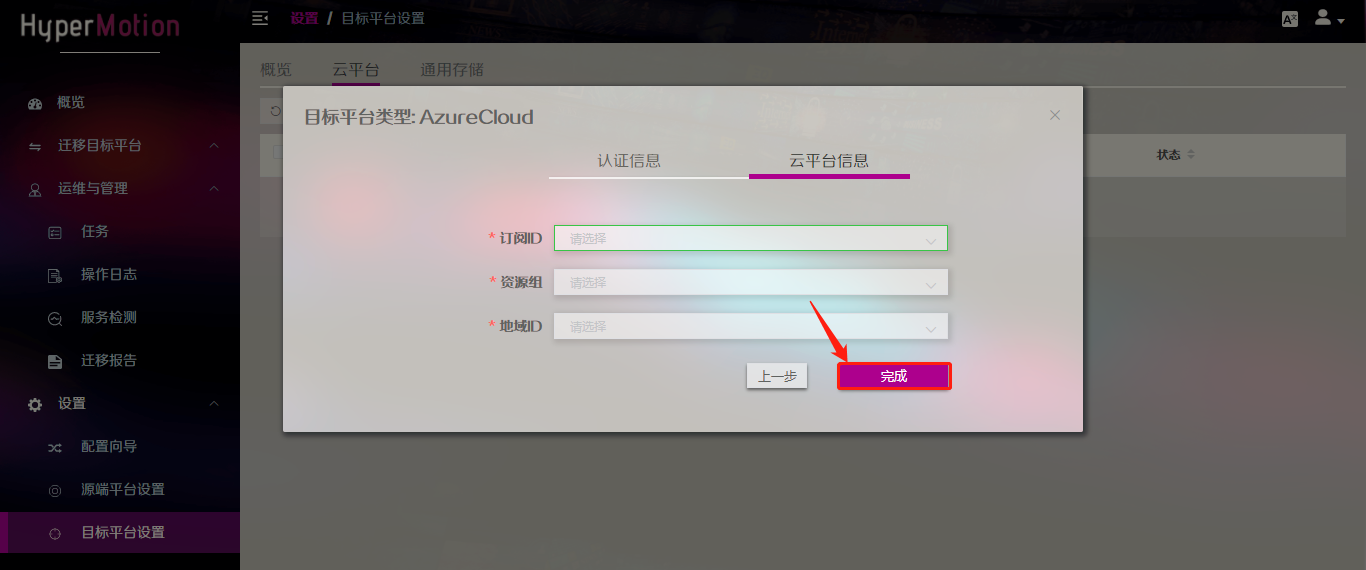 HyperMotion
设置 / 目标平台设置
概览
迁移目标平台
运维与管理
任务
操作日志
服务检测
迁移报告
设置
配置向导
源端平台设置
目标平台设置
概览 云平台 通用存储
状态
目标平台类型: AzureCloud
认证信息 云平台信息
* 订阅ID 请选择
* 资源组 请选择
* 地域ID 请选择
上一步 完成